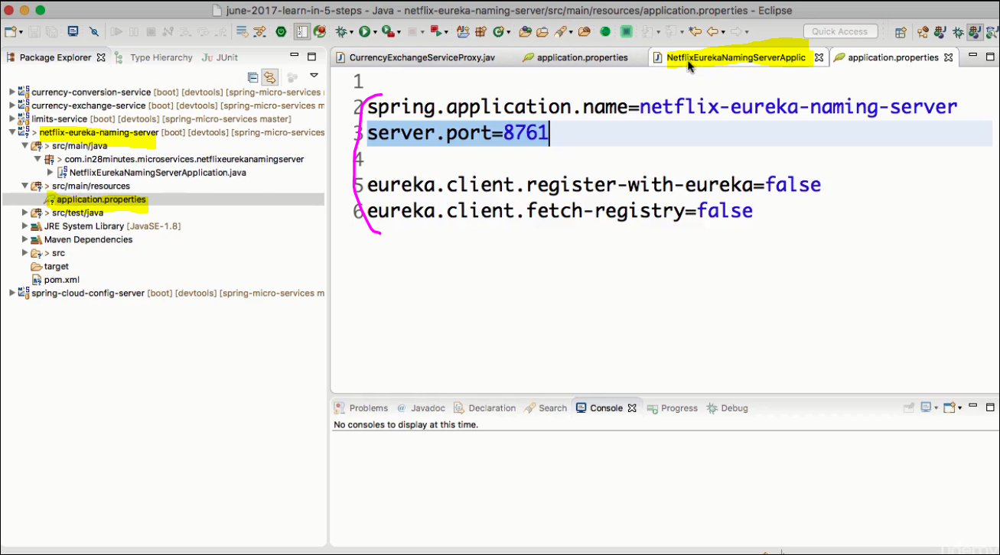 june-2017-learn-in-5-steps - Java - netflix-eureka-naming-server/src/main/resources/application.properties - Eclipse
Quick Access
Package Explorer Type Hierarchy JUnit
CurrencyExchangeServiceProxy.jav application.properties NetflixEurekaNamingServerApplic application.properties
currency-conversion-service [boot] [devtools] [spring-micro-services
currency-exchange-service [boot] [devtools] [spring-micro-services m
limits-service [boot] [devtools] [spring-micro-services master]
> netflix-eureka-naming-server [boot] [devtools] [spring-micro-services
> src/main/java
> com.in28minutes.microservices.netflixeurekanamingserver
NetflixEurekaNamingServerApplication.java
> src/main/resources
application.properties
> src/test/java
JRE System Library [JavaSE-1.8]
Maven Dependencies
> src
target
pom.xml
spring-cloud-config-server [boot] [devtools] [spring-micro-services m
1
2 spring.application.name=netflix-eureka-naming-server
3 server.port=8761
4
5 eureka.client.register-with-eureka=false
6 eureka.client.fetch-registry=false
Problems @ Javadoc Declaration Search Console Progress Debug
No consoles to display at this time.